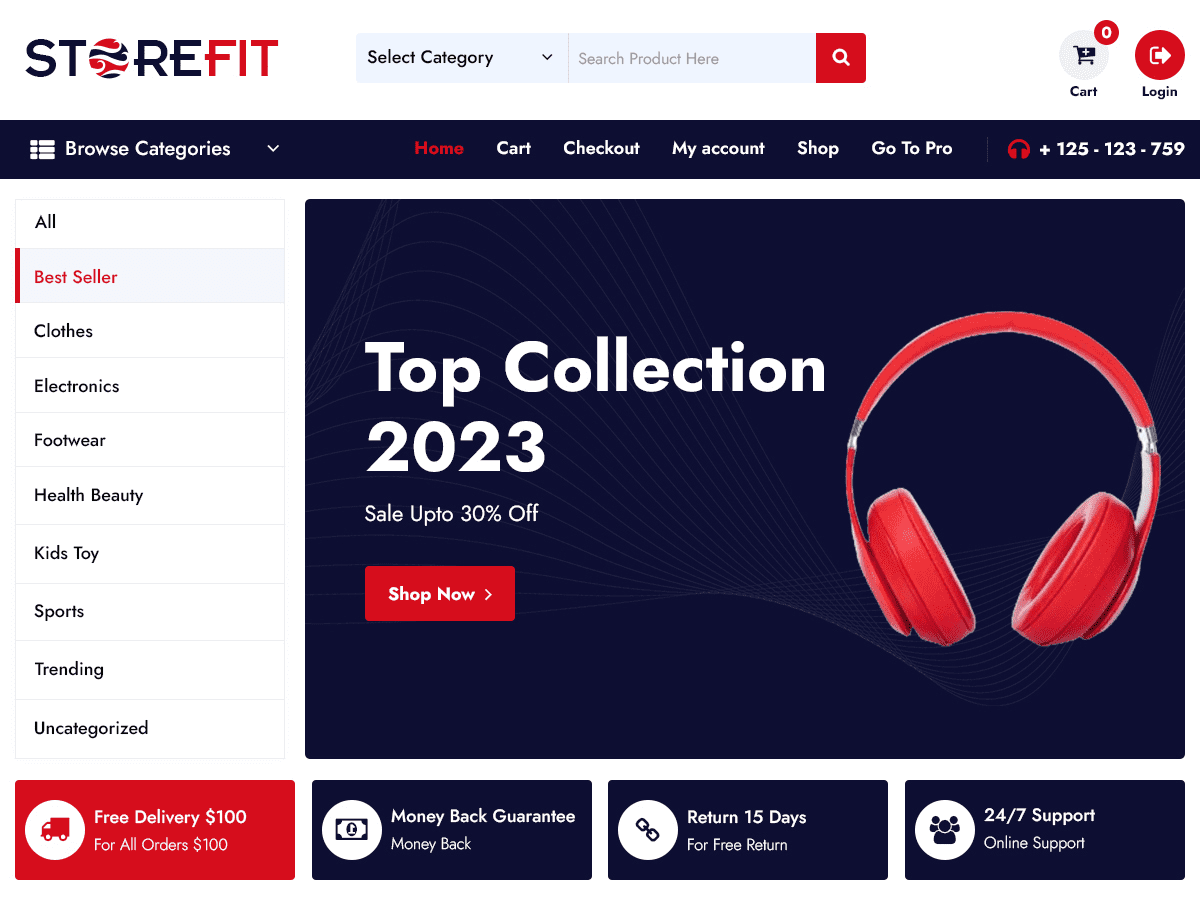 STOREFIT
Select Category
Search Product Here
0
Cart
Login
Browse Categories
Home
Cart
Checkout
My account
Shop
Go To Pro
+ 125 - 123 - 759
All
Best Seller
Clothes
Electronics
Footwear
Health Beauty
Kids Toy
Sports
Trending
Uncategorized
Top Collection
2023
Sale Upto 30% Off
Shop Now
Free Delivery $100
For All Orders $100
Money Back Guarantee
Money Back
Return 15 Days
For Free Return
24/7 Support
Online Support